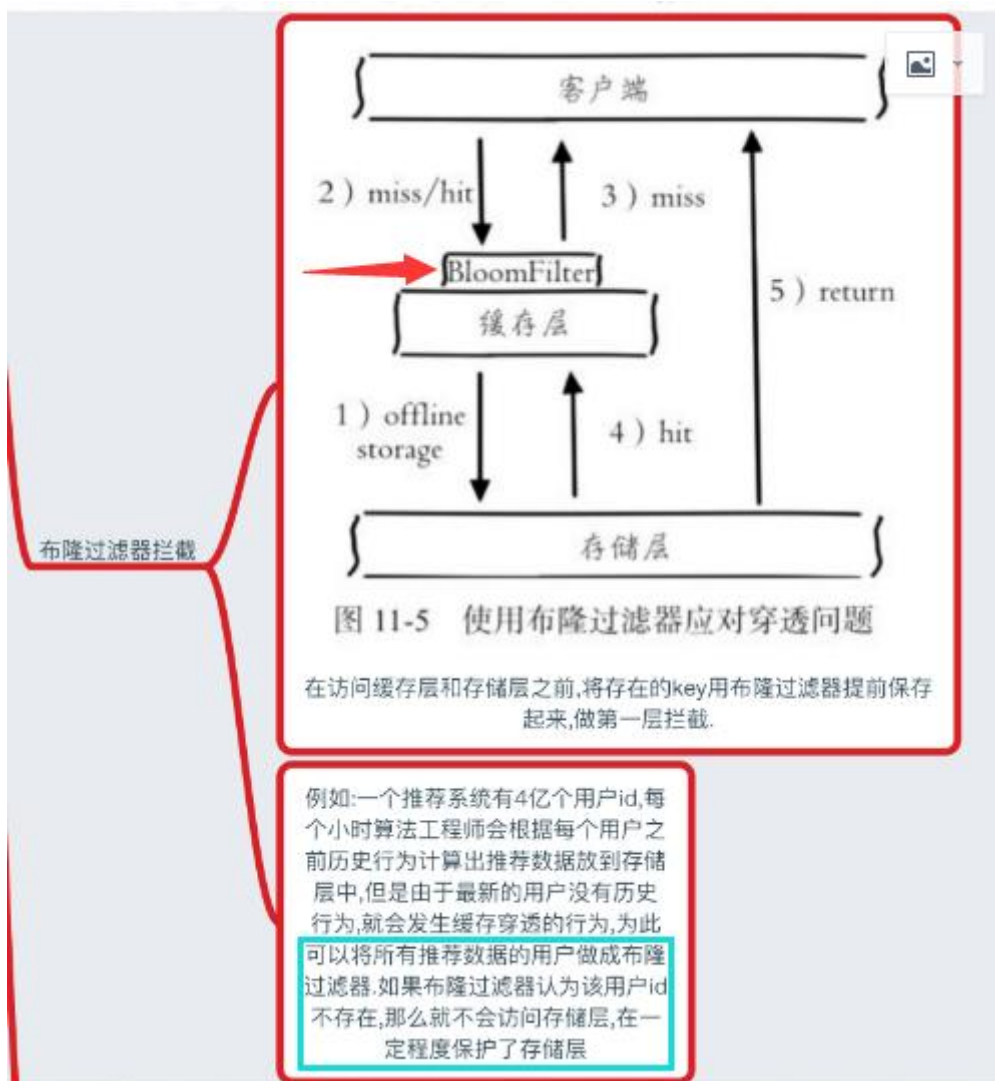 客户端
2）miss/hit
3）miss
BloomFilter
缓存层
5）return
1）offline
storage
4）hit
存储层
图 11-5 使用布隆过滤器应对穿透问题
在访问缓存层和存储层之前,将存在的key用布隆过滤器提前保存
起来,做第一层拦截.
布隆过滤器拦截
例如:一个推荐系统有4亿个用户id,每
个小时算法工程师会根据每个用户之
前历史行为计算出推荐数据放到存储
层中,但是由于最新的用户没有历史
行为,就会发生缓存穿透的行为,为此
可以将所有推荐数据的用户做成布隆
过滤器.如果布隆过滤器认为该用户id
不存在,那么就不会访问存储层,在一
定程度保护了存储层